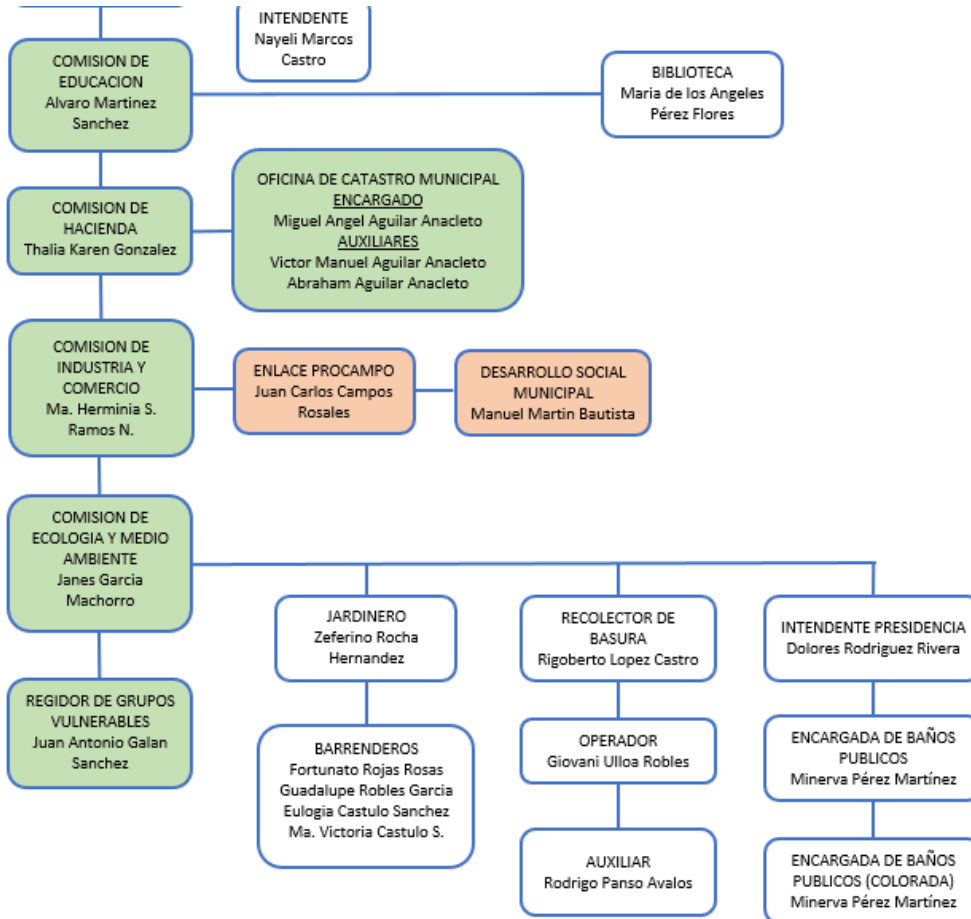 INTENDENTE
Nayeli Marcos
Castro
COMISION DE
EDUCACION
Alvaro Martinez
Sanchez
BIBLIOTECA
Maria de los Angeles
Pérez Flores
COMISION DE
HACIENDA
Thalia Karen Gonzalez
OFICINA DE CATASTRO MUNICIPAL
ENCARGADO
Miguel Angel Aguilar Anacleto
AUXILIARES
Victor Manuel Aguilar Anacleto
Abraham Aguilar Anacleto
COMISION DE
INDUSTRIA Y
COMERCIO
Ma. Herminia S.
Ramos N.
ENLACE PROCAMPO
Juan Carlos Campos
Rosales
DESARROLLO SOCIAL
MUNICIPAL
Manuel Martin Bautista
COMISION DE
ECOLOGIA Y MEDIO
AMBIENTE
Janes Garcia
Machorro
JARDINERO
Zeferino Rocha
Hernandez
RECOLECTOR DE
BASURA
Rigoberto Lopez Castro
INTENDENTE PRESIDENCIA
Dolores Rodriguez Rivera
REGIDOR DE GRUPOS
VULNERABLES
Juan Antonio Galan
Sanchez
BARRENDEROS
Fortunato Rojas Rosas
Guadalupe Robles Garcia
Eulogia Castulo Sanchez
Ma. Victoria Castulo S.
OPERADOR
Giovani Ulloa Robles
ENCARGADA DE BAÑOS
PUBLICOS
Minerva Pérez Martínez
AUXILIAR
Rodrigo Panso Avalos
ENCARGADA DE BAÑOS
PUBLICOS (COLORADA)
Minerva Pérez Martínez